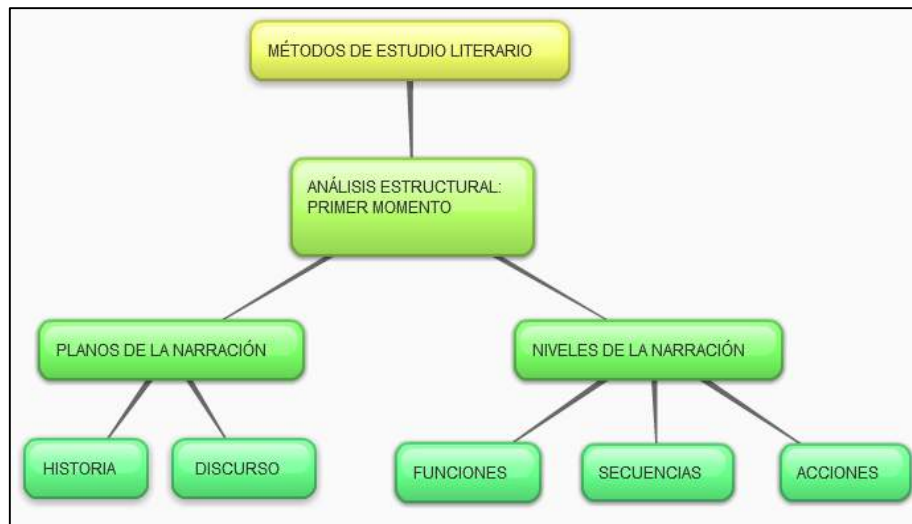 MÉTODOS DE ESTUDIO LITERARIO
ANÁLISIS ESTRUCTURAL:
PRIMER MOMENTO
PLANOS DE LA NARRACIÓN
NIVELES DE LA NARRACIÓN
HISTORIA
DISCURSO
FUNCIONES
SECUENCIAS
ACCIONES